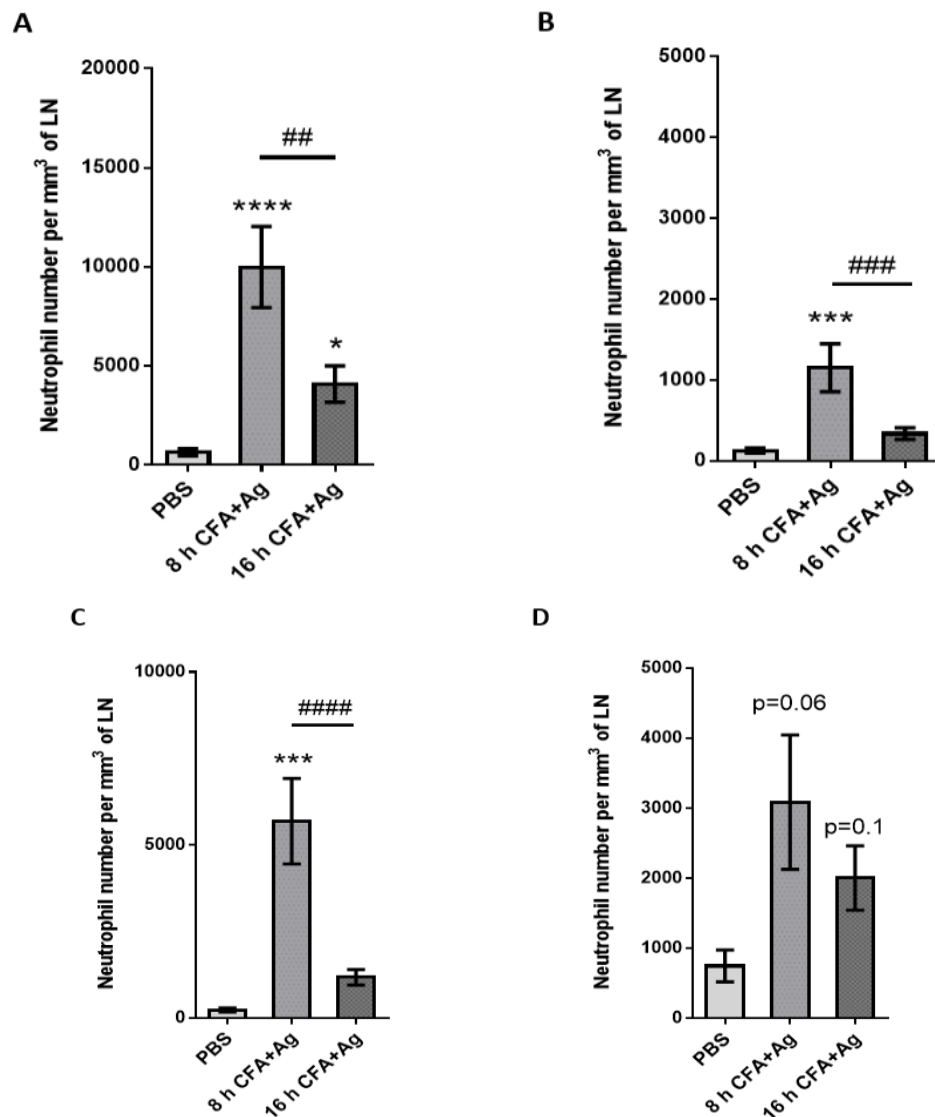 A
Neutrophil number per mm³ of LN
20000
15000
10000
5000
0
##
****
*
PBS
8 h CFA+Ag
16 h CFA+Ag
B
Neutrophil number per mm³ of LN
5000
4000
3000
2000
1000
0
###
***
PBS
8 h CFA+Ag
16 h CFA+Ag
C
Neutrophil number per mm³ of LN
10000
5000
0
####
***
PBS
8 h CFA+Ag
16 h CFA+Ag
D
Neutrophil number per mm³ of LN
5000
4000
3000
2000
1000
0
p=0.06
p=0.1
PBS
8 h CFA+Ag
16 h CFA+Ag